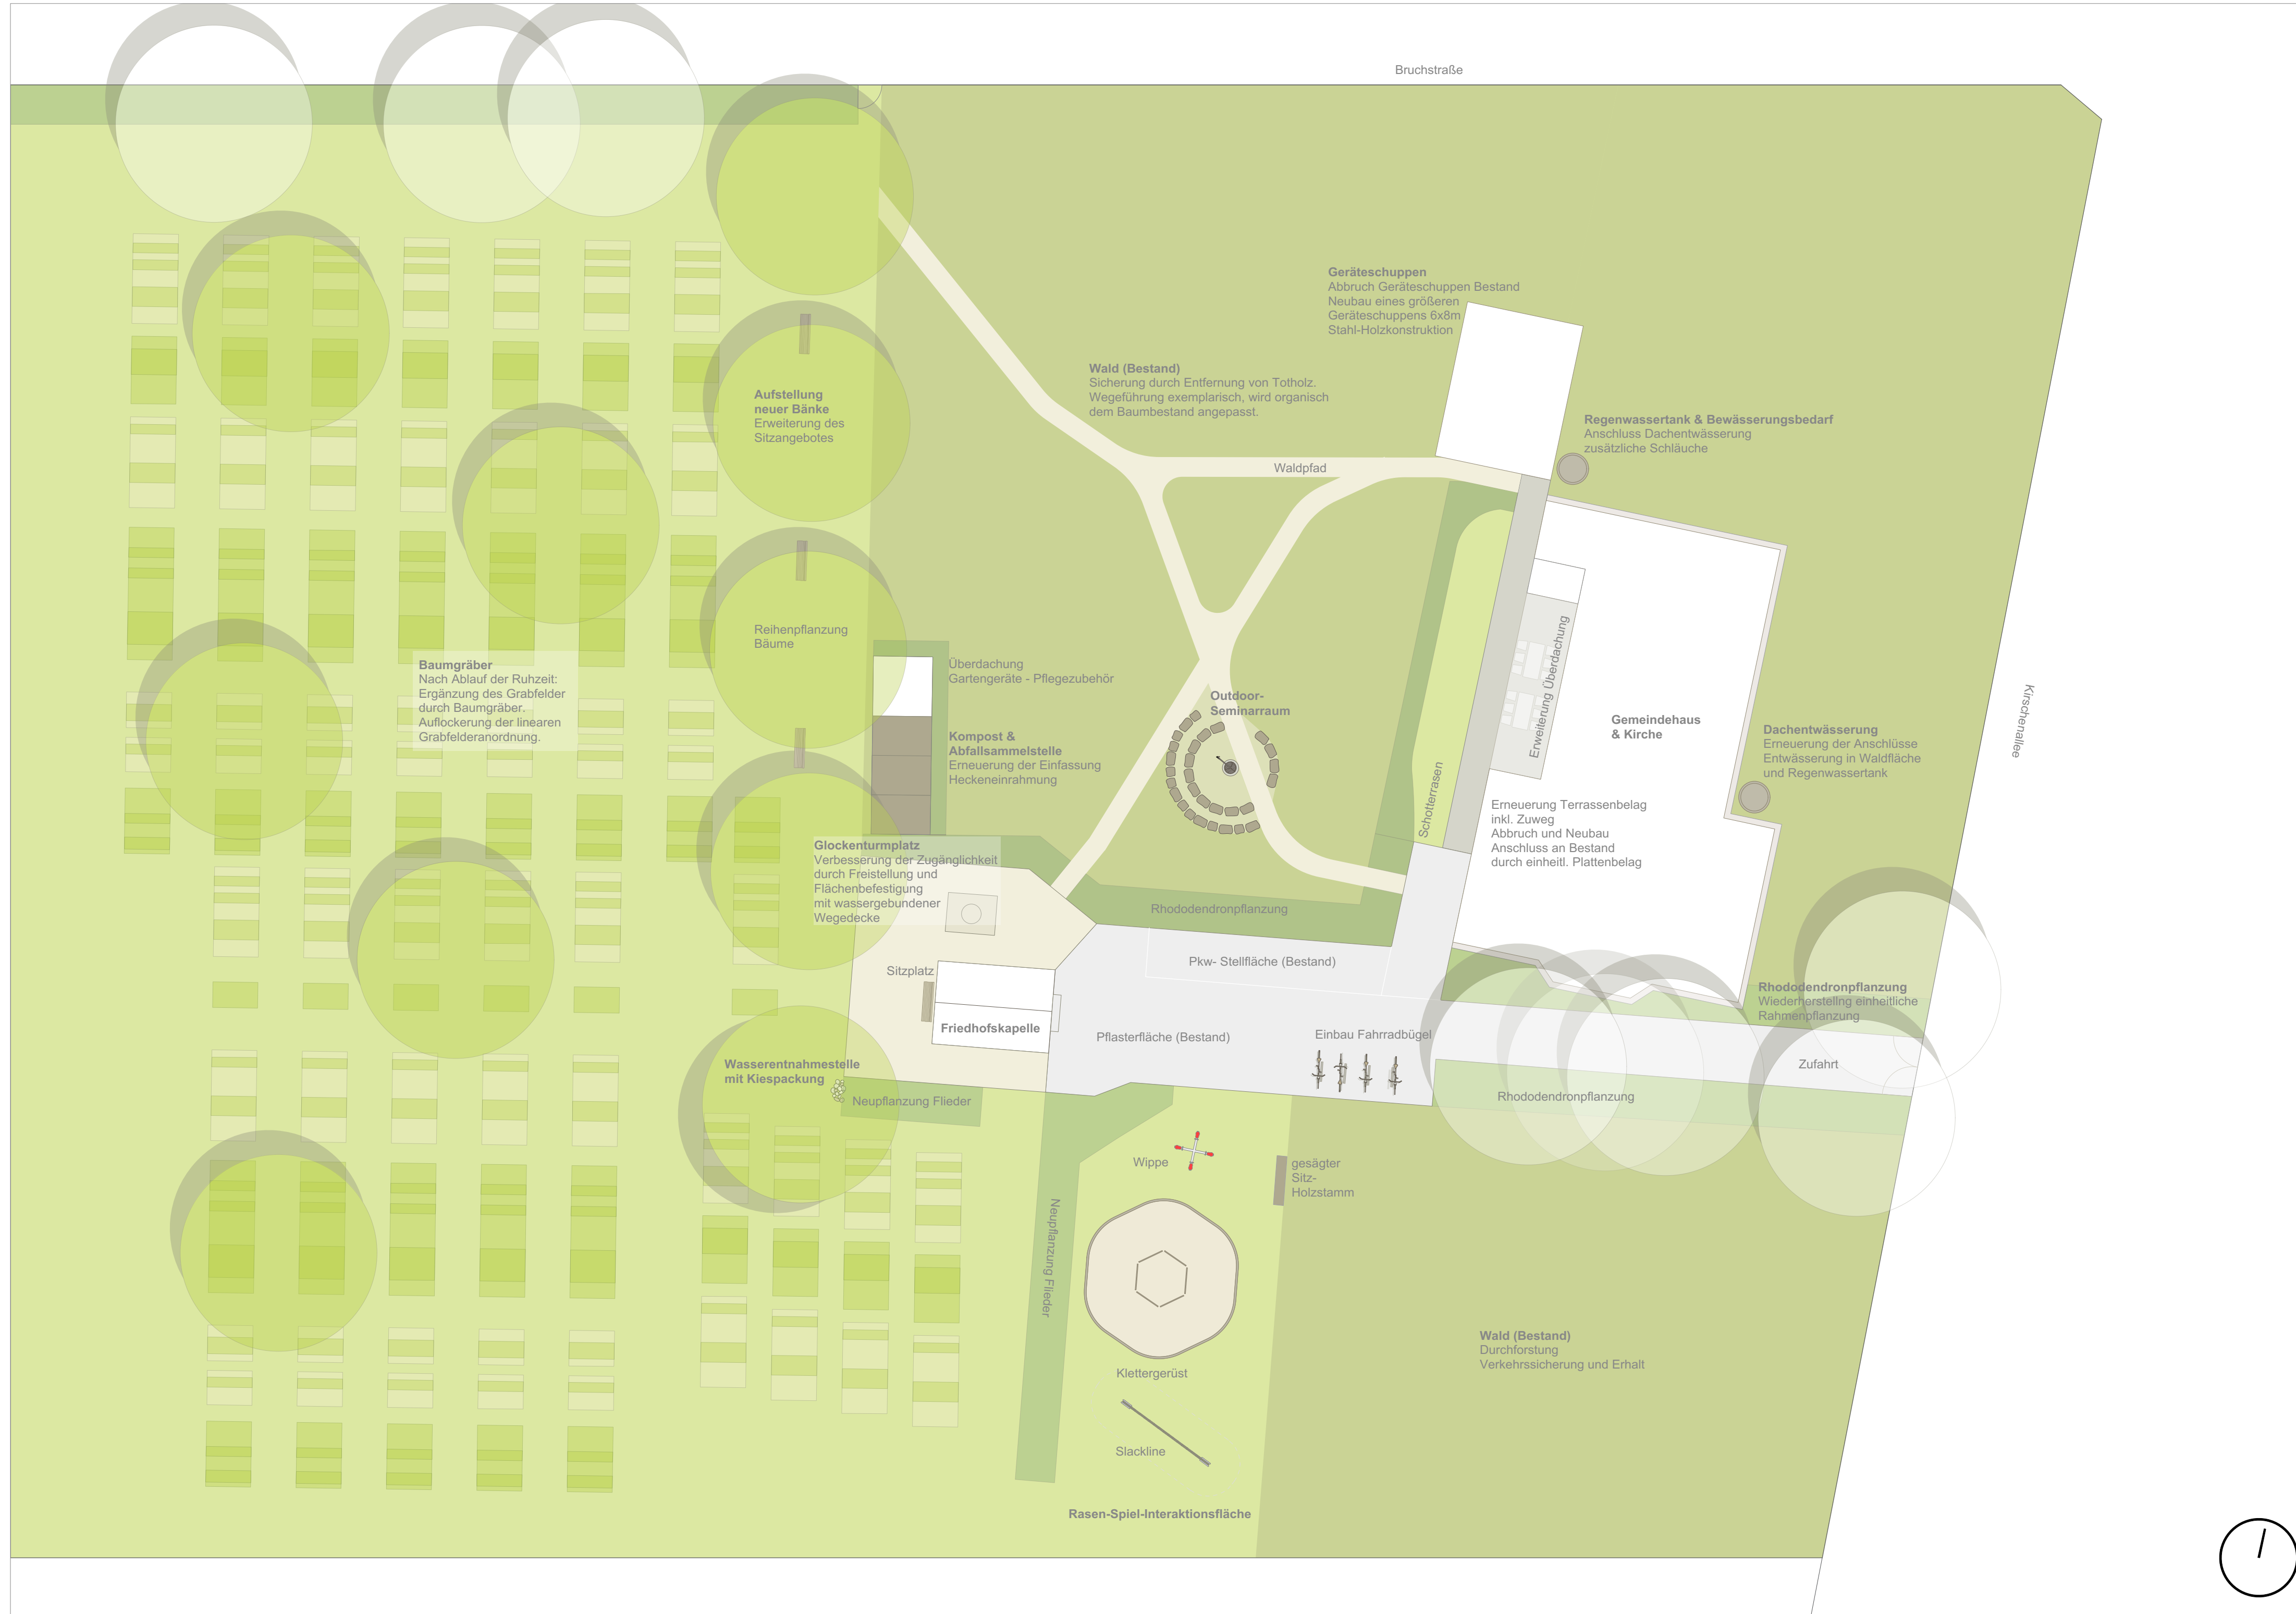 Bruchstraße
Geräteschuppen
Abbruch Geräteschuppen Bestand
Neubau eines größeren
Geräteschuppens 6x8m
Stahl-Holzkonstruktion
Wald (Bestand)
Sicherung durch Entfernung von Totholz.
Wegeführung exemplarisch, wird organisch
dem Baumbestand angepasst.
Aufstellung
neuer Bänke
Erweiterung des
Sitzangebotes
Regenwassertank & Bewässerungsbedarf
Anschluss Dachentwässerung
zusätzliche Schläuche
Waldpfad
Reihenpflanzung
Bäume
Baumgräber
Nach Ablauf der Ruhzeit:
Ergänzung des Grabfelder
durch Baumgräber.
Auflockerung der linearen
Grabfelderanordnung.
Überdachung
Gartengeräte - Pflegezubehör
Outdoor-
Seminarraum
Erweiterung Überdachung
Gemeindehaus
& Kirche
Kirschenallee
Kompost &
Abfallsammelstelle
Erneuerung der Einfassung
Heckeneinrahmung
Dachentwässerung
Erneuerung der Anschlüsse
Entwässerung in Waldfläche
und Regenwassertank
Schotterrasen
Erneuerung Terrassenbelag
inkl. Zuweg
Abbruch und Neubau
Anschluss an Bestand
durch einheitl. Plattenbelag
Glockenturmplatz
Verbesserung der Zugänglichkeit
durch Freistellung und
Flächenbefestigung
mit wassergebundener
Wegedecke
Rhododendronpflanzung
Pkw- Stellfläche (Bestand)
Sitzplatz
Rhododendronpflanzung
Wiederherstellng einheitliche
Rahmenpflanzung
Friedhofskapelle
Pflasterfläche (Bestand)
Einbau Fahrradbügel
Zufahrt
Wasserentnahmestelle
mit Kiespackung
Neupflanzung Flieder
Rhododendronpflanzung
Wippe
gesägter
Sitz-
Holzstamm
Neupflanzung Flieder
Klettergerüst
Wald (Bestand)
Durchforstung
Verkehrssicherung und Erhalt
Slackline
Rasen-Spiel-Interaktionsfläche